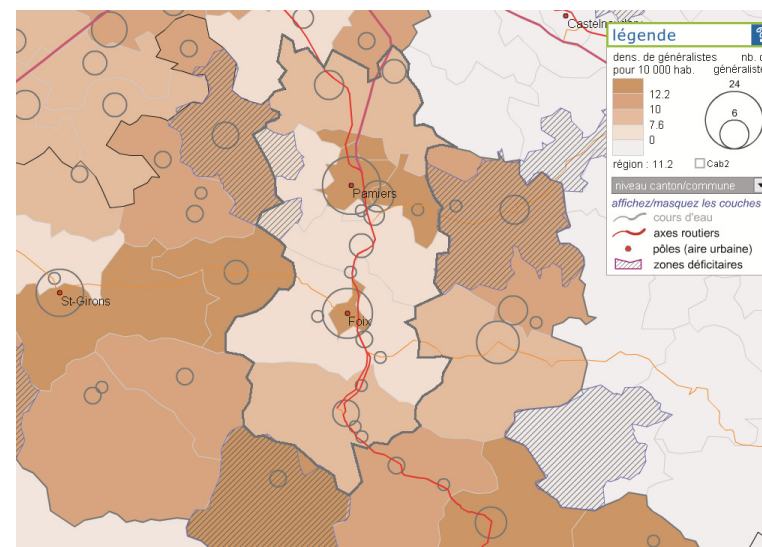 Castelnaudary
légende
dens. de généralistes
pour 10 000 hab.
nb. d
généraliste
24
6
12.2
10
7.6
0
région : 11.2
Cab2
niveau canton/commune
affichez/masquez les couches
cours d'eau
axes routiers
pôles (aire urbaine)
zones déficitaires
Pamiers
St-Girons
Foix